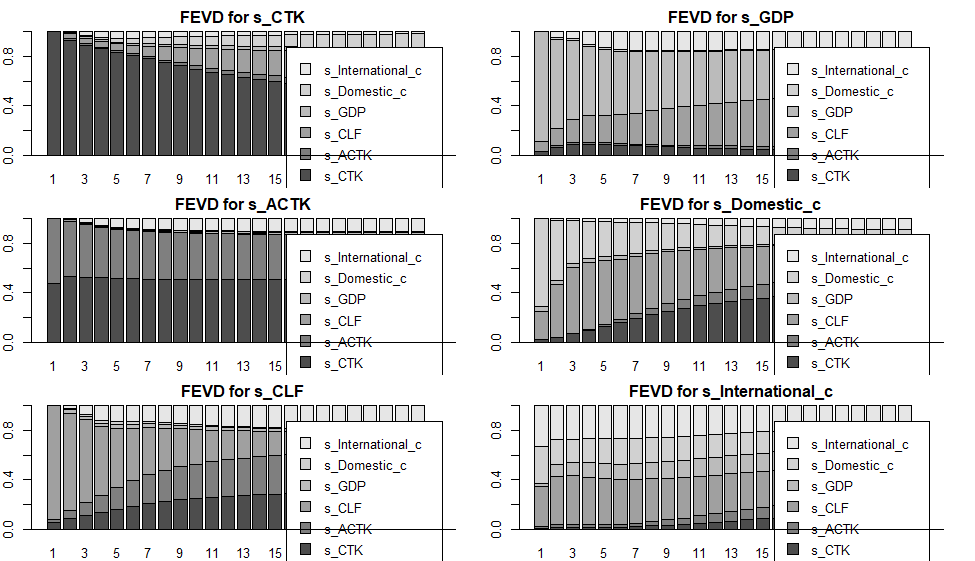 FEVD for s_CTK
0.0 0.4 0.8
s_International_c
s_Domestic_c
s_GDP
s_CLF
s_ACTK
s_CTK
1 3 5 7 9 11 13 15
FEVD for s_GDP
0.0 0.4 0.8
s_International_c
s_Domestic_c
s_GDP
s_CLF
s_ACTK
s_CTK
1 3 5 7 9 11 13 15
FEVD for s_ACTK
0.0 0.4 0.8
s_International_c
s_Domestic_c
s_GDP
s_CLF
s_ACTK
s_CTK
1 3 5 7 9 11 13 15
FEVD for s_Domestic_c
0.0 0.4 0.8
s_International_c
s_Domestic_c
s_GDP
s_CLF
s_ACTK
s_CTK
1 3 5 7 9 11 13 15
FEVD for s_CLF
0.0 0.4 0.8
s_International_c
s_Domestic_c
s_GDP
s_CLF
s_ACTK
s_CTK
1 3 5 7 9 11 13 15
FEVD for s_International_c
0.0 0.4 0.8
s_International_c
s_Domestic_c
s_GDP
s_CLF
s_ACTK
s_CTK
1 3 5 7 9 11 13 15